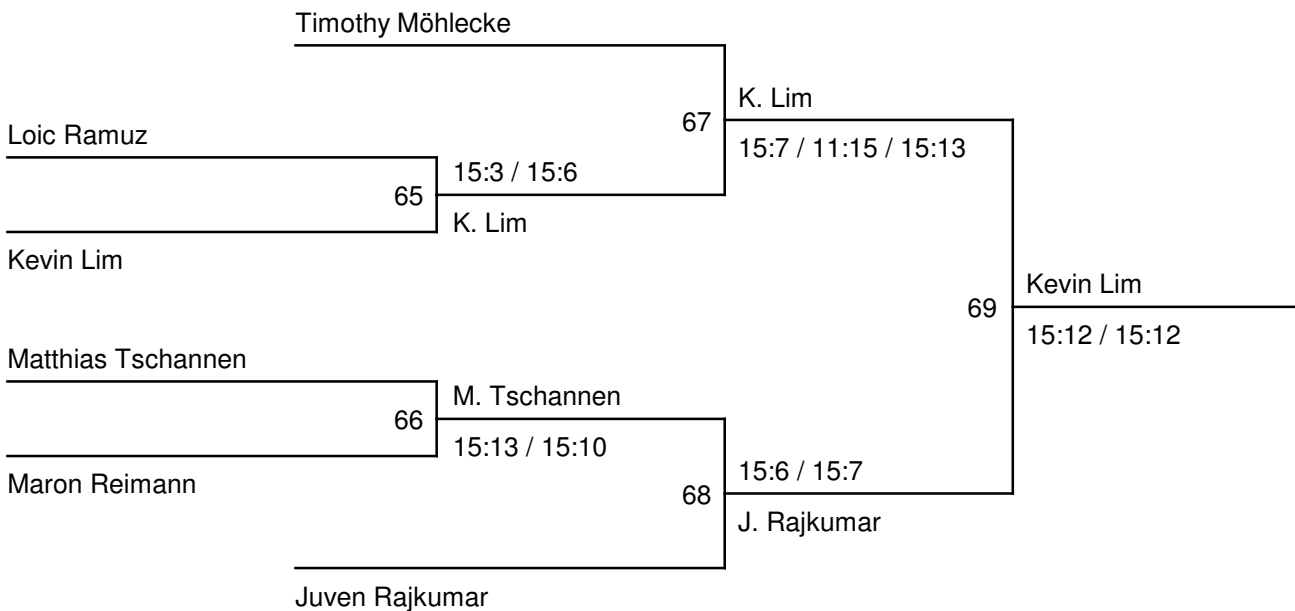 Timothy Möhlecke
K. Lim
67
15:7 / 11:15 / 15:13
Loic Ramuz
15:3 / 15:6
65
K. Lim
Kevin Lim
Kevin Lim
69
15:12 / 15:12
Matthias Tschannen
M. Tschannen
66
15:13 / 15:10
Maron Reimann
15:6 / 15:7
68
J. Rajkumar
Juven Rajkumar